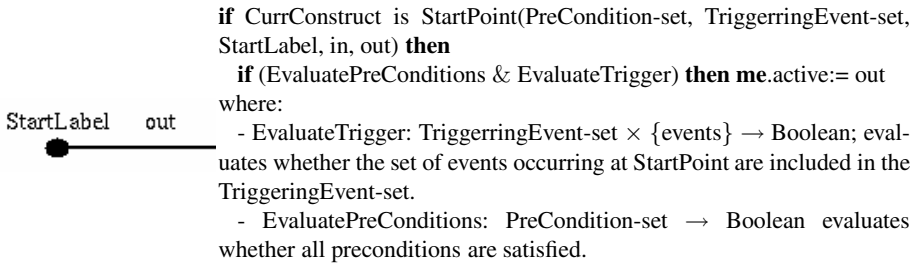 StartLabel out
if CurrConstruct is StartPoint(PreCondition-set, TriggerringEvent-set,
StartLabel, in, out) then
if (EvaluatePreConditions & EvaluateTrigger) then me.active:= out
where:
- EvaluateTrigger: TriggerringEvent-set × {events} → Boolean; eval-
uates whether the set of events occurring at StartPoint are included in the
TriggeringEvent-set.
- EvaluatePreConditions: PreCondition-set → Boolean evaluates
whether all preconditions are satisfied.